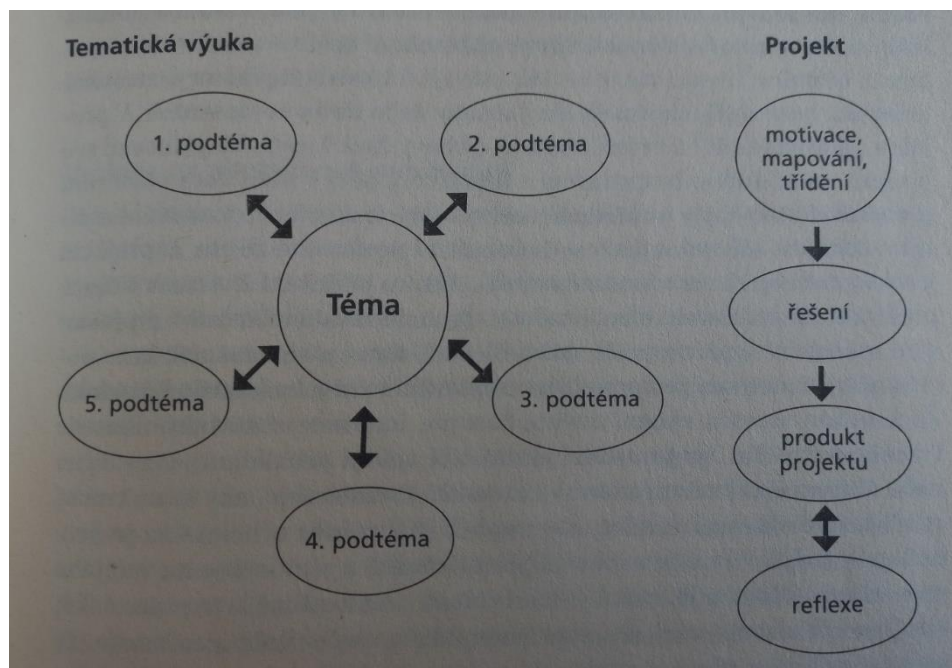 Tematická výuka
1. podtéma
2. podtéma
Téma
5. podtéma
3. podtéma
4. podtéma
Projekt
motivace,
mapování,
třídění
řešení
produkt
projektu
reflexe